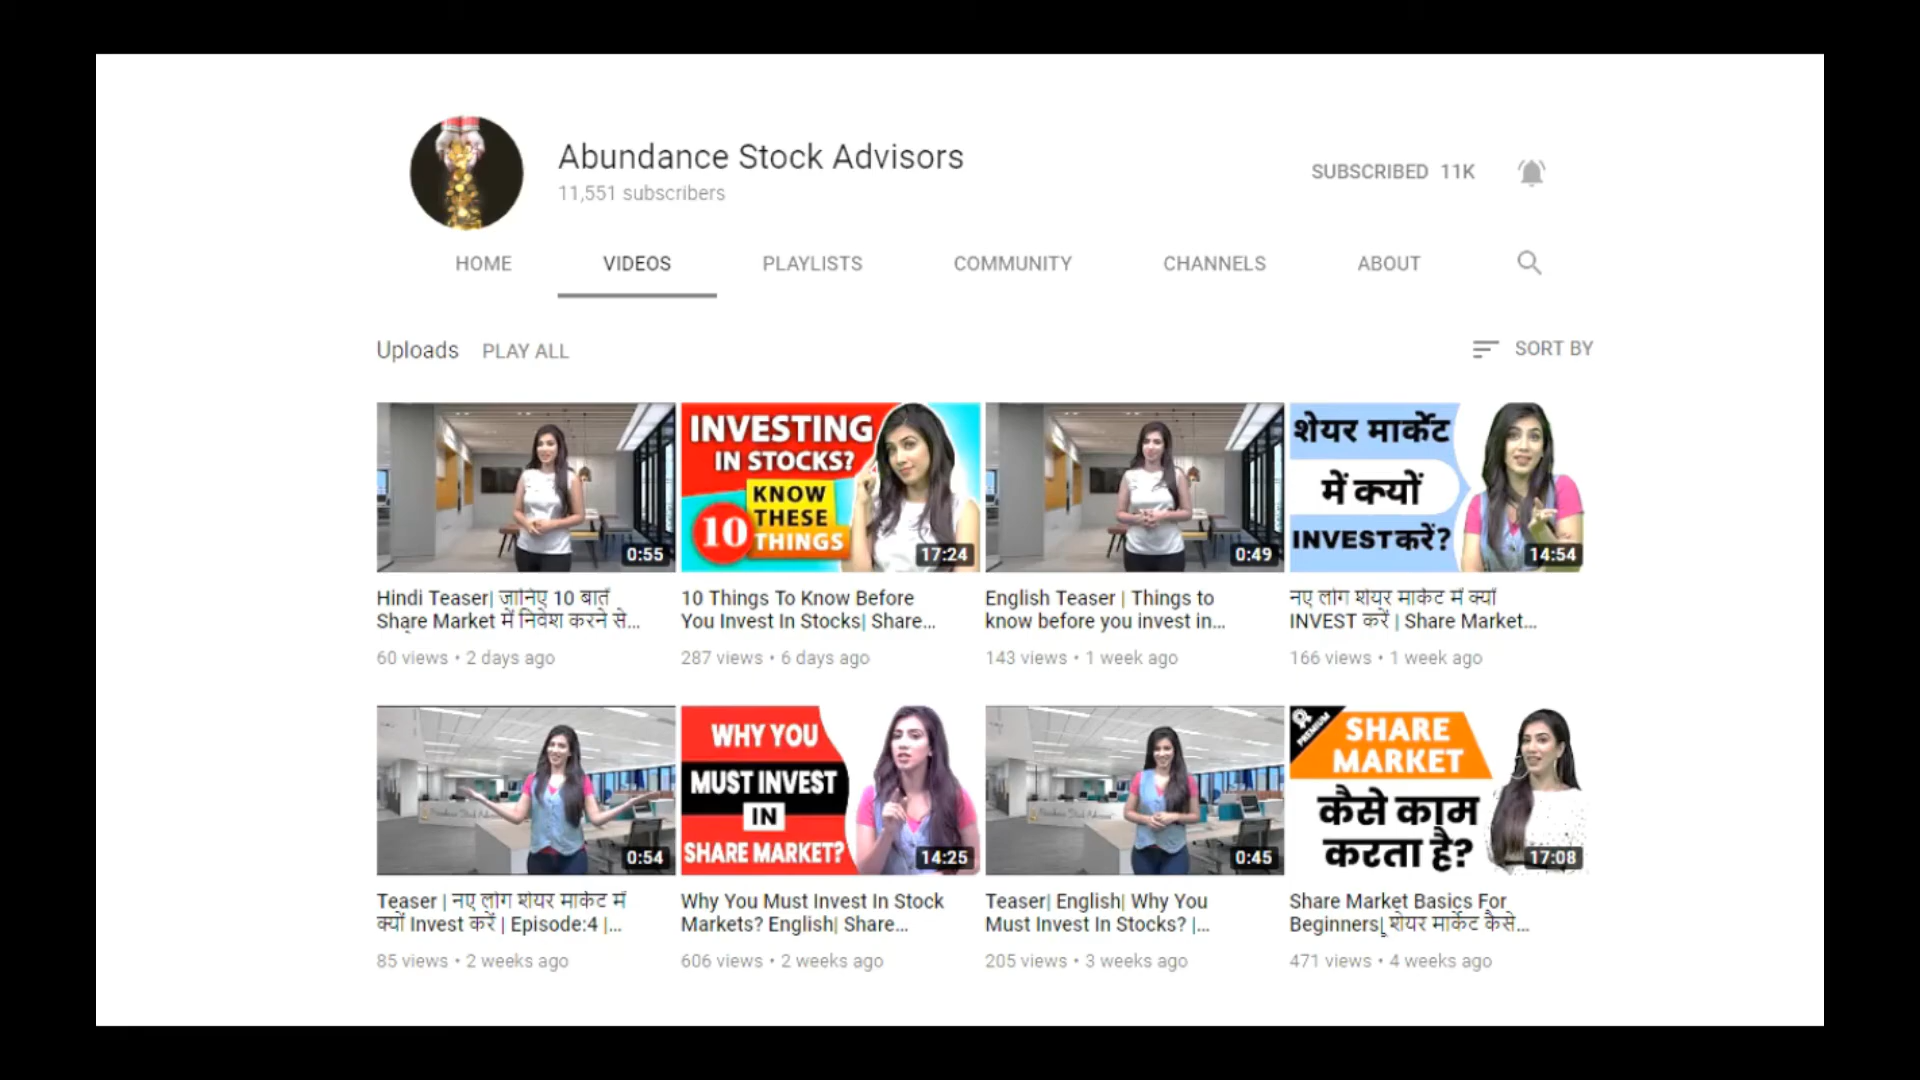 Abundance Stock Advisors
11,551 subscribers
SUBSCRIBED 11K
HOME VIDEOS PLAYLISTS COMMUNITY CHANNELS ABOUT
Uploads PLAY ALL
SORT BY
0:55
INVESTING
IN STOCKS?
10
KNOW
THESE
THINGS
17:24
0:49
शेयर मार्केट
में क्यों
INVEST करें?
14:54
Hindi Teaser| जानिए 10 बातें
Share Market में निवेश करने से...
60 views • 2 days ago
10 Things To Know Before
You Invest In Stocks| Share...
287 views • 6 days ago
English Teaser | Things to
know before you invest in...
143 views • 1 week ago
नए लोग शेयर मार्केट में क्यों
INVEST करें | Share Market...
166 views • 1 week ago
0:54
WHY YOU
MUST INVEST
IN
SHARE MARKET?
14:25
0:45
PREMIUM
SHARE
MARKET
कैसे काम
करता है?
17:08
Teaser | नए लोग शेयर मार्केट में
क्यों Invest करें | Episode:4 |...
85 views • 2 weeks ago
Why You Must Invest In Stock
Markets? English| Share...
606 views • 2 weeks ago
Teaser| English| Why You
Must Invest In Stocks? |...
205 views • 3 weeks ago
Share Market Basics For
Beginners| शेयर मार्केट कैसे...
471 views • 4 weeks ago